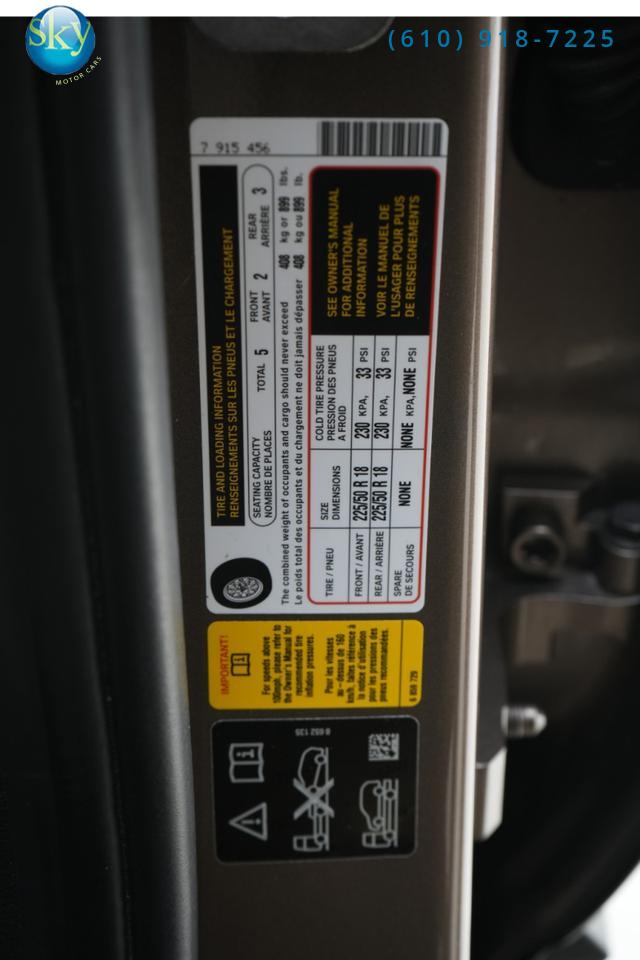 Sky
MOTOR CARS
(610) 918-7225
7 915 456
TIRE AND LOADING INFORMATION
RENSEIGNEMENTS SUR LES PNEUS ET LE CHARGEMENT
SEATING CAPACITY
NOMBRE DE PLACES
TOTAL 5
FRONT
AVANT
2
REAR
ARRIÈRE
3
The combined weight of occupants and cargo should never exceed 408 kg or 899 lbs.
Le poids total des occupants et du chargement ne doit jamais dépasser 408 kg ou 899 lb.
TIRE / PNEU
SIZE
DIMENSIONS
COLD TIRE PRESSURE
PRESSION DES PNEUS
A FROID
FRONT / AVANT 225/50 R 18 230 KPA, 33 PSI
REAR / ARRIÈRE 225/50 R 18 230 KPA, 33 PSI
SPARE
DE SECOURS
NONE NONE KPA, NONE PSI
SEE OWNER'S MANUAL
FOR ADDITIONAL
INFORMATION
VOIR LE MANUEL DE
L'USAGER POUR PLUS
DE RENSEIGNEMENTS
IMPORTANT!
For speeds above
100mph, please refer to
the Owner's Manual for
recommended tire
inflation pressures.
Pour les vitesses
au - dessus de 160
km/h, faites référence à
la notice d'utilisation
pour les pressions des
pneus recommandées.
6 858 729
8 652 135